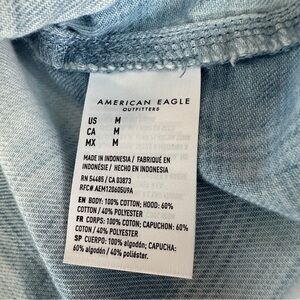 AMERICAN EAGLE
OUTFITTERS
US M
CA M
MX M
MADE IN INDONESIA / FABRIQUÉ EN
INDONÉSIE / HECHO EN INDONESIA
RN 54485 / CA 03873
RFC# AEM120605U9A
EN BODY: 100% COTTON; HOOD: 60%
COTTON / 40% POLYESTER
FR CORPS: 100% COTON; CAPUCHON: 60%
COTON / 40% POLYESTER
SP CUERPO: 100% algodón; CAPUCHA:
60% algodón / 40% poliéster